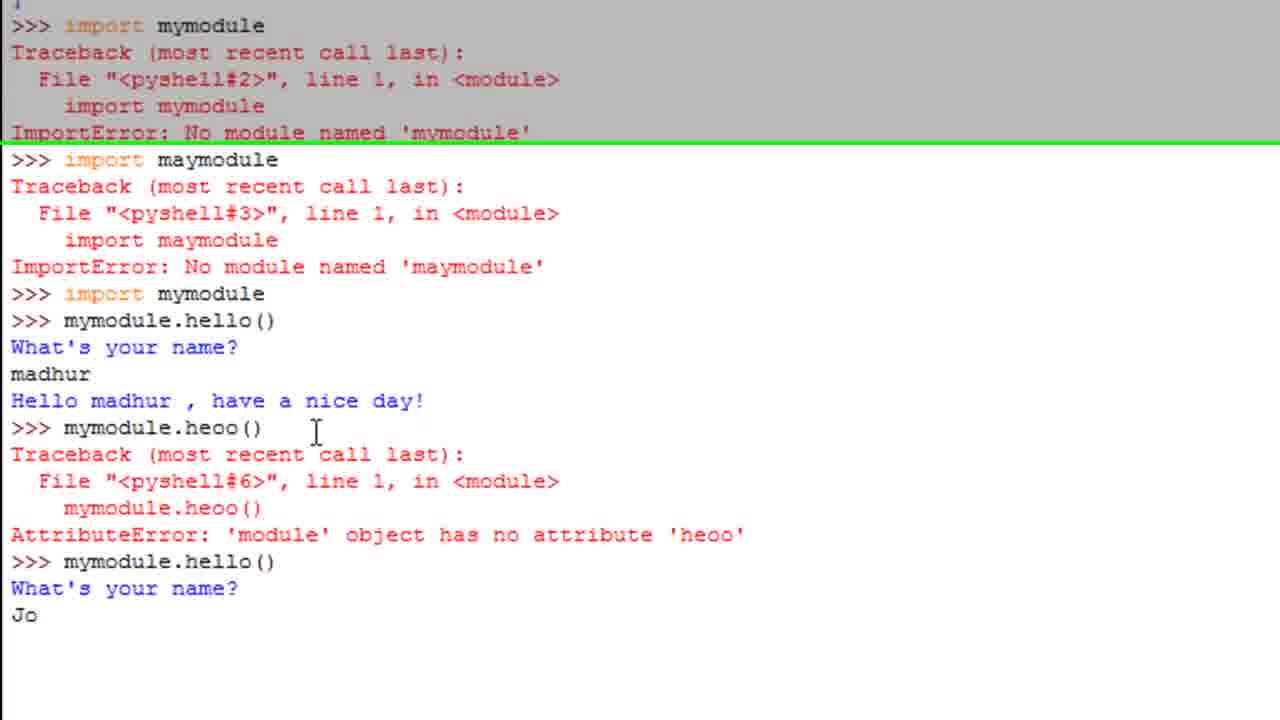 >>> import mymodule
Traceback (most recent call last):
  File "<pyshell#2>", line 1, in <module>
    import mymodule
ImportError: No module named 'mymodule'
>>> import maymodule
Traceback (most recent call last):
  File "<pyshell#3>", line 1, in <module>
    import maymodule
ImportError: No module named 'maymodule'
>>> import mymodule
>>> mymodule.hello()
What's your name?
madhur
Hello madhur , have a nice day!
>>> mymodule.heoo()
Traceback (most recent call last):
  File "<pyshell#6>", line 1, in <module>
    mymodule.heoo()
AttributeError: 'module' object has no attribute 'heoo'
>>> mymodule.hello()
What's your name?
Jo